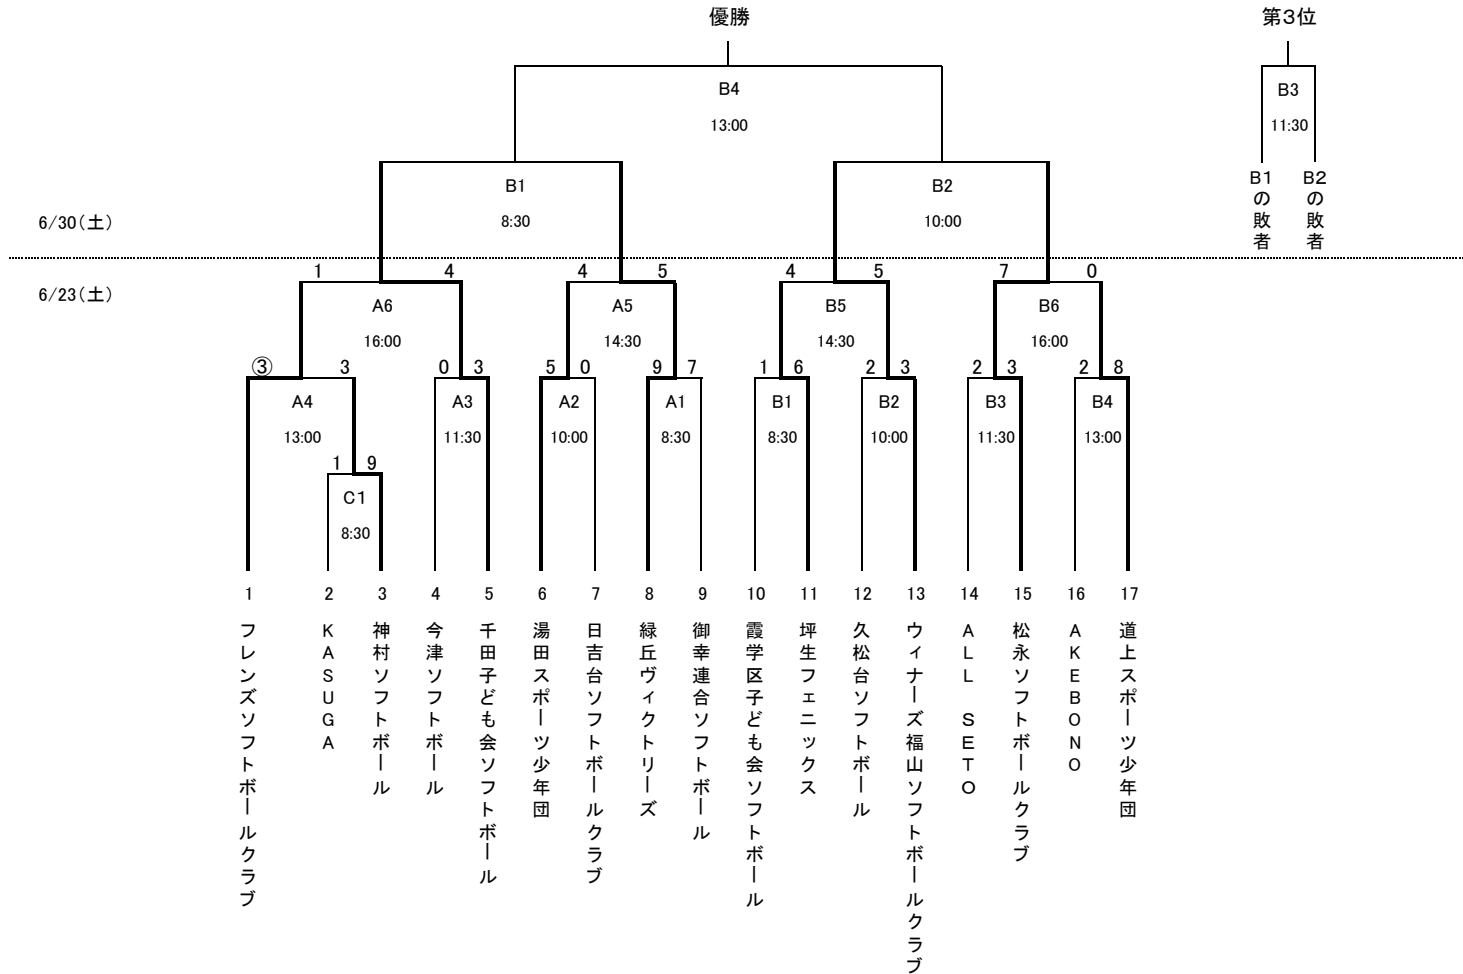 優勝
第3位
B4
B3
13:00
11:30
B1
B2
B1の敗者
B2の敗者
6/30(土)
8:30
10:00
1 4 4 5 4 5 7 0
6/23(土)
A6 A5 B5 B6
16:00 14:30 14:30 16:00
③ 3 0 3 5 0 9 7 1 6 2 3 2 3 2 8
A4 A3 A2 A1 B1 B2 B3 B4
13:00 11:30 10:00 8:30 8:30 10:00 11:30 13:00
1 9
C1
8:30
1 2 3 4 5 6 7 8 9 10 11 12 13 14 15 16 17
フレンズソフトボールクラブ
KASUGA
神村ソフトボール
今津ソフトボール
千田子ども会ソフトボール
湯田スポーツ少年団
日吉台ソフトボールクラブ
緑丘ヴィクトリーズ
御幸連合ソフトボール
霞学区子ども会ソフトボール
坪生フェニックス
久松台ソフトボール
ウィナーズ福山ソフトボールクラブ
ALL SETO
松永ソフトボールクラブ
AKEBONO
道上スポーツ少年団